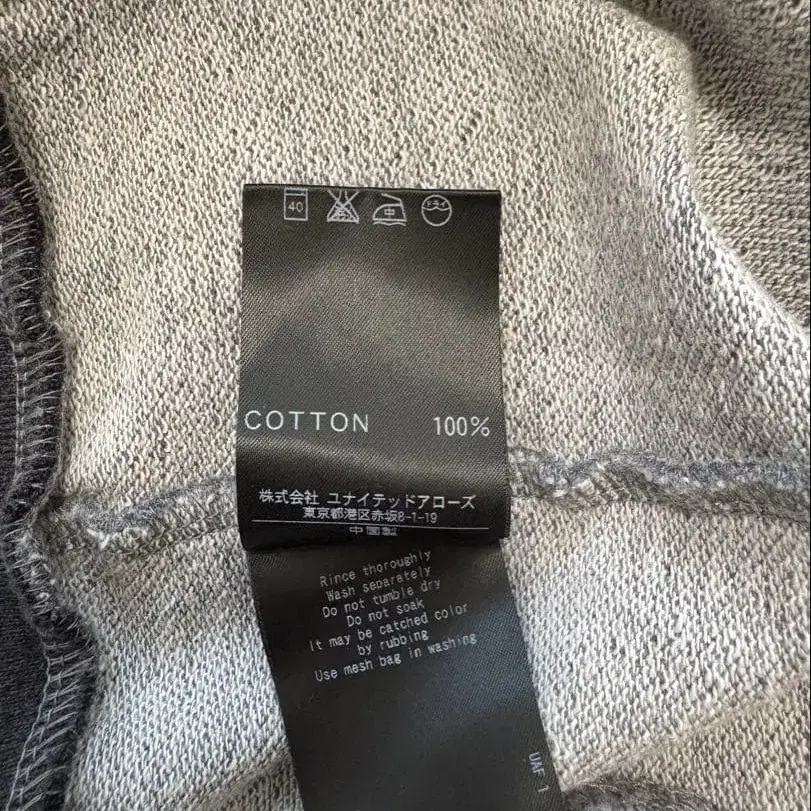 40 中 ドライ
COTTON 100%
株式会社 ユナイテッドアローズ
東京都港区赤坂8-1-19
中国製
Rince thoroughly
Wash separately
Do not tumble dry
Do not soak
It may be catched color
by rubbing
Use mesh bag in washing
UAF 1